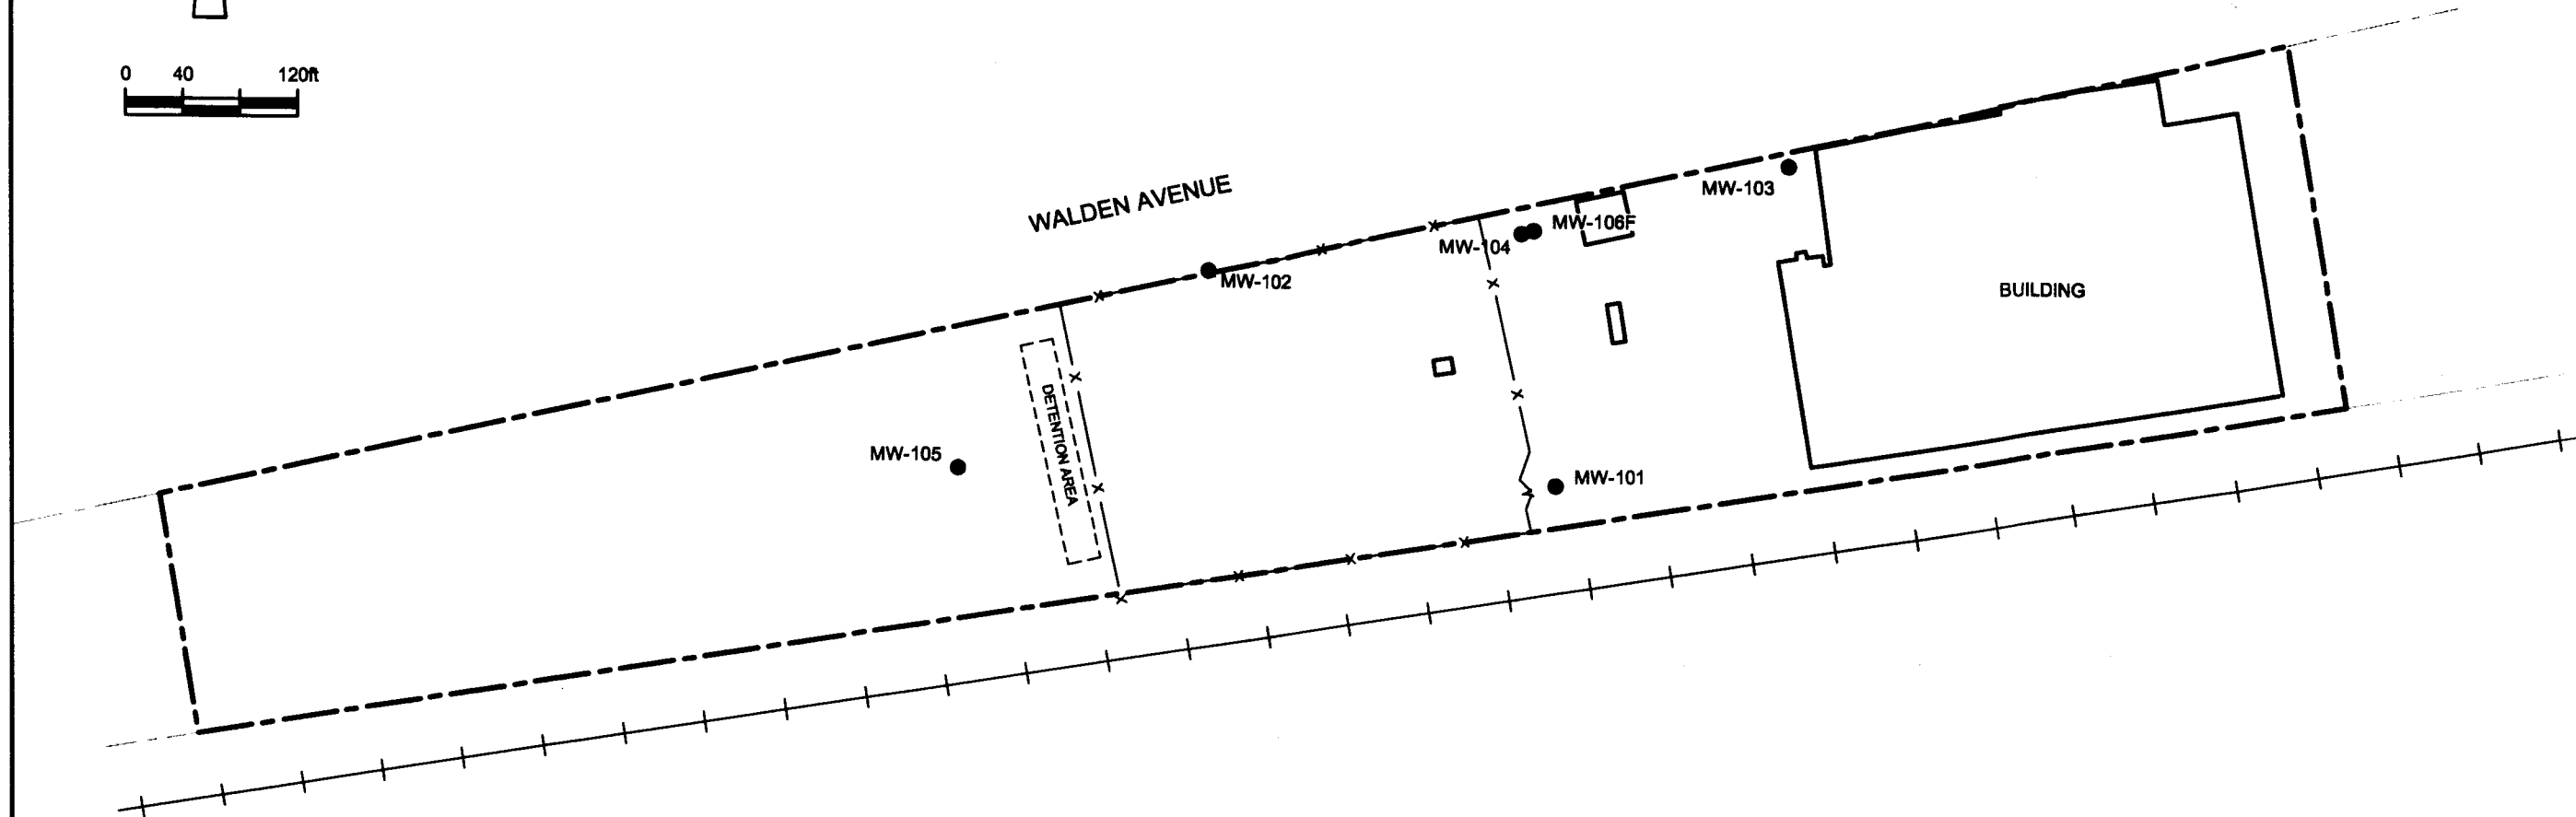 0 40 120ft
WALDEN AVENUE
MW-103
MW-106F
MW-104
MW-102
BUILDING
DETENTION AREA
MW-105
MW-101